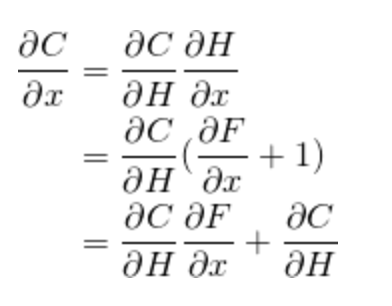 ∂C/∂x = ∂C/∂H ∂H/∂x
= ∂C/∂H (∂F/∂x + 1)
= ∂C/∂H ∂F/∂x + ∂C/∂H